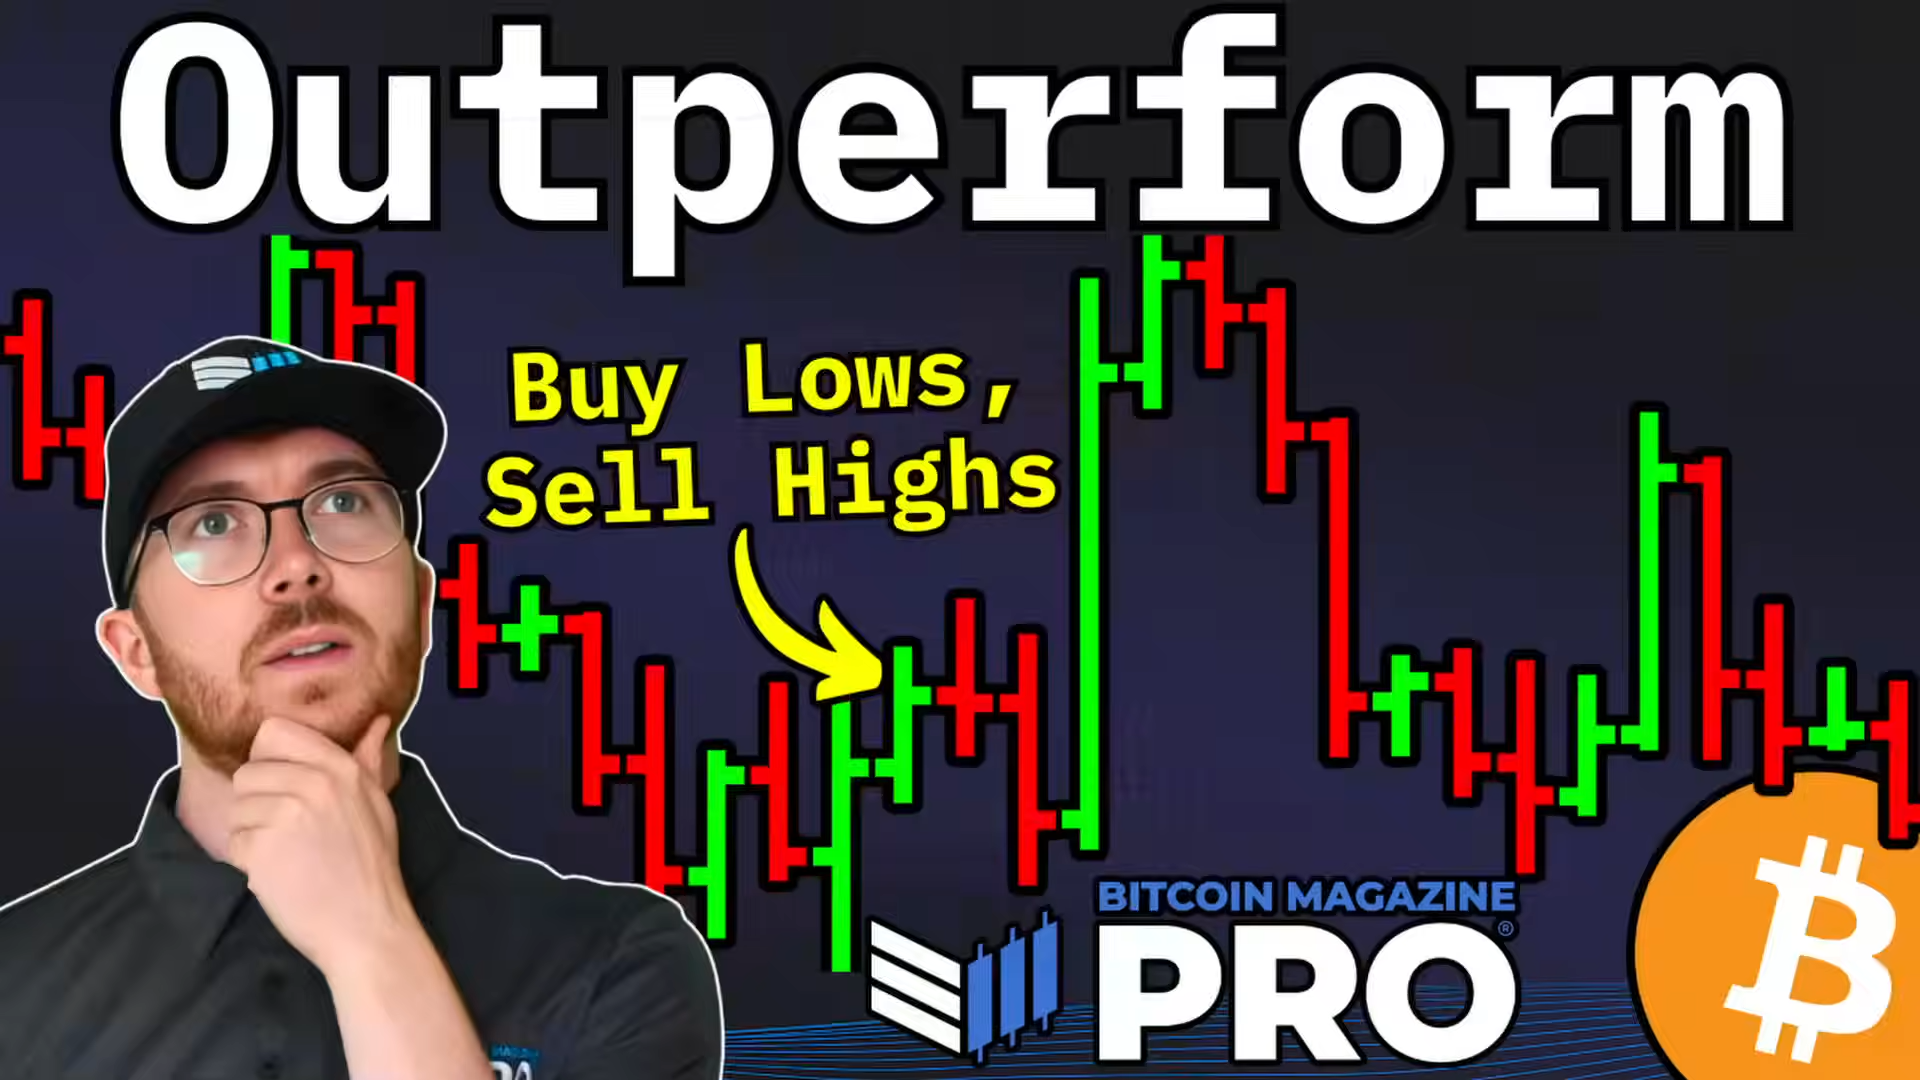 Outperform
Buy Lows,
Sell Highs
BITCOIN MAGAZINE
PRO®